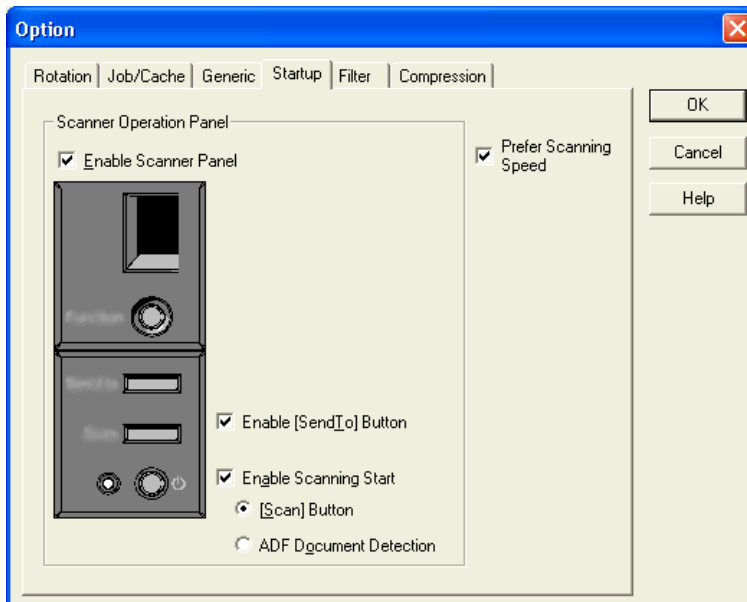 Option
Rotation Job/Cache Generic Startup Filter Compression
OK
Cancel
Help
Scanner Operation Panel
Enable Scanner Panel
Prefer Scanning
Speed
Function
Send to
Scan
Enable [SendTo] Button
Enable Scanning Start
[Scan] Button
ADF Document Detection